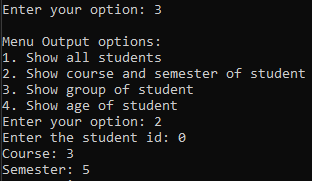 Enter your option: 3
Menu Output options:
1. Show all students
2. Show course and semester of student
3. Show group of student
4. Show age of student
Enter your option: 2
Enter the student id: 0
Course: 3
Semester: 5